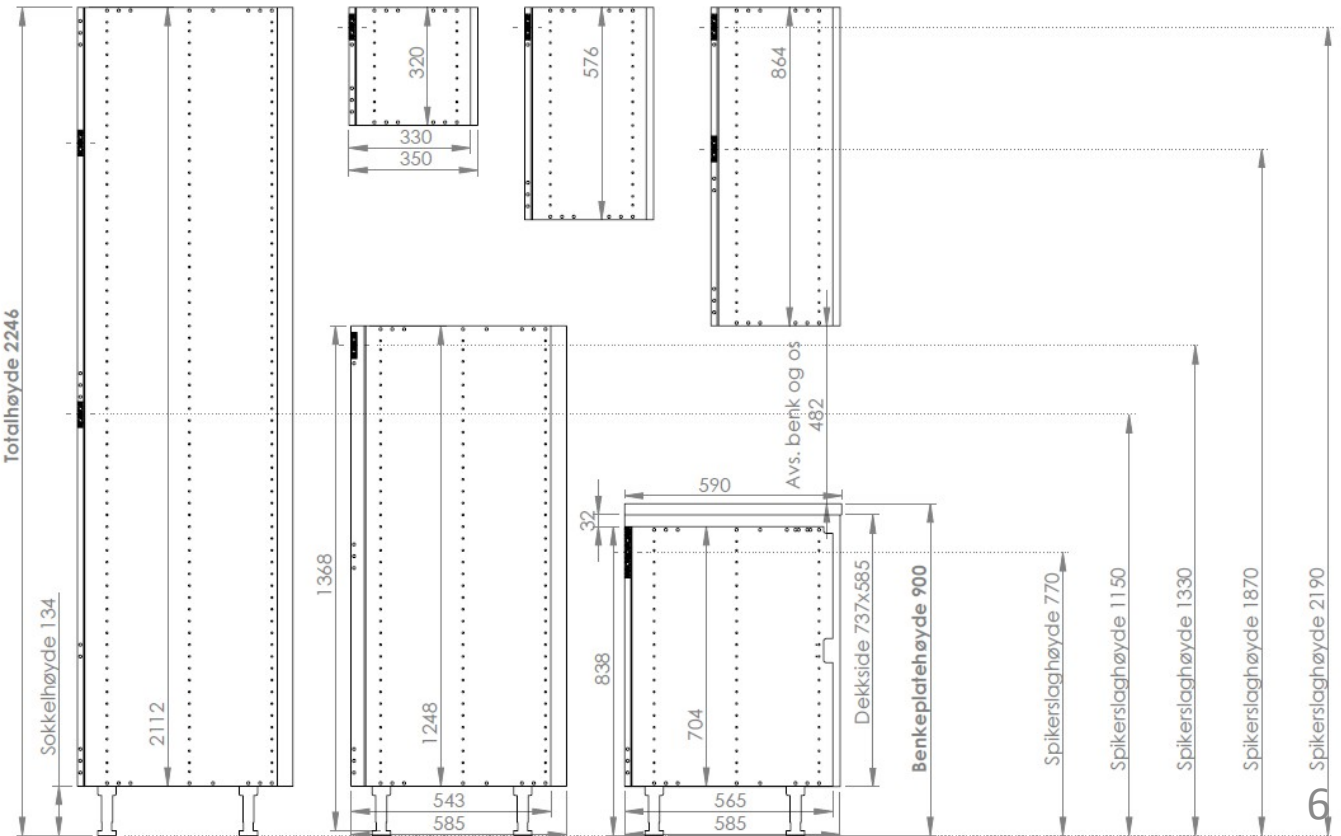 Totalhøyde 2246
Sokkelhøyde 134
2112
320
330
350
576
864
Avs. benk og os
482
1368
1248
543
585
590
32
838
704
565
585
Dekkside 737x585
Benkeplatehøyde 900
Spikerslaghøyde 770
Spikerslaghøyde 1150
Spikerslaghøyde 1330
Spikerslaghøyde 1870
Spikerslaghøyde 2190
6